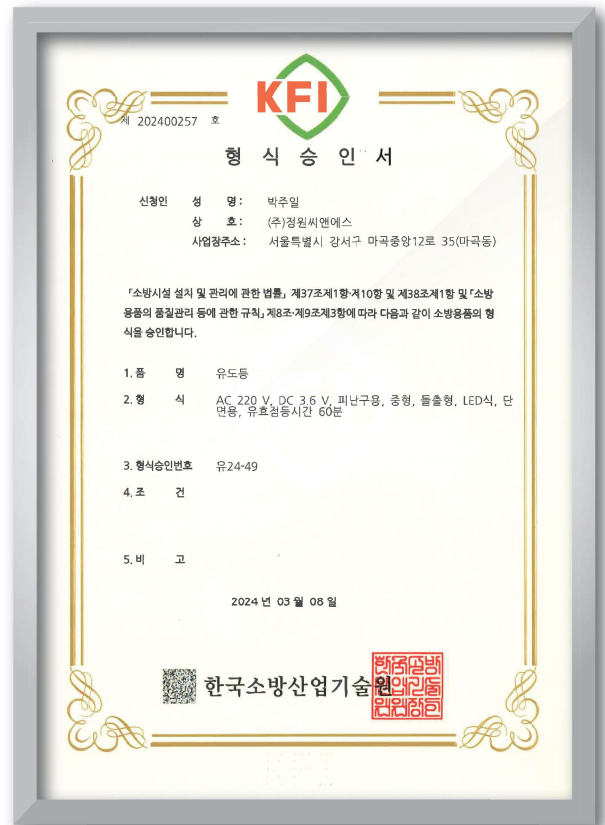 KFI
제 202400257 호
형 식 승 인 서
신청인 성 명 : 박주일
상 호 : (주)정원씨앤에스
사업장주소 : 서울특별시 강서구 마곡중앙12로 35(마곡동)
「소방시설 설치 및 관리에 관한 법률」 제37조제1항·제10항 및 제38조제1항 및 「소방
용품의 품질관리 등에 관한 규칙」 제8조·제9조제3항에 따라 다음과 같이 소방용품의 형
식을 승인합니다.
1. 품 명 유도등
2. 형 식 AC 220 V, DC 3.6 V, 피난구용, 중형, 돌출형, LED식, 단
면용, 유효점등시간 60분
3. 형식승인번호 유24-49
4. 조 건
5. 비 고
2024 년 03 월 08 일
한국소방산업기술원